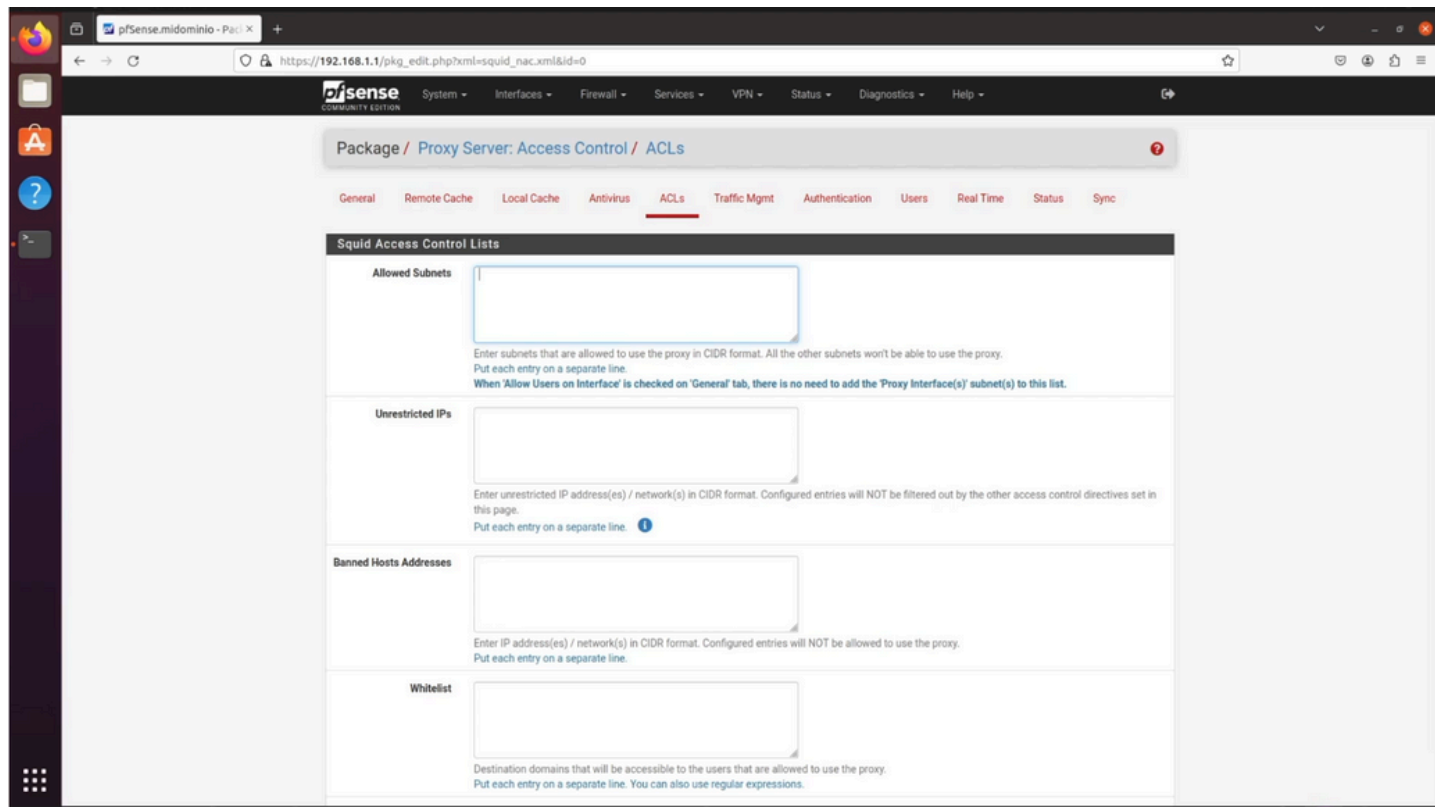 pfSense.midominio - Paci
https://192.168.1.1/pkg_edit.php?xml=squid_nac.xml&id=0
pfsense COMMUNITY EDITION
System Interfaces Firewall Services VPN Status Diagnostics Help
Package / Proxy Server: Access Control / ACLs
General Remote Cache Local Cache Antivirus ACLs Traffic Mgmt Authentication Users Real Time Status Sync
Squid Access Control Lists
Allowed Subnets
Enter subnets that are allowed to use the proxy in CIDR format. All the other subnets won't be able to use the proxy.
Put each entry on a separate line.
When 'Allow Users on Interface' is checked on 'General' tab, there is no need to add the 'Proxy Interface(s)' subnet(s) to this list.
Unrestricted IPs
Enter unrestricted IP address(es) / network(s) in CIDR format. Configured entries will NOT be filtered out by the other access control directives set in
this page.
Put each entry on a separate line.
Banned Hosts Addresses
Enter IP address(es) / network(s) in CIDR format. Configured entries will NOT be allowed to use the proxy.
Put each entry on a separate line.
Whitelist
Destination domains that will be accessible to the users that are allowed to use the proxy.
Put each entry on a separate line. You can also use regular expressions.